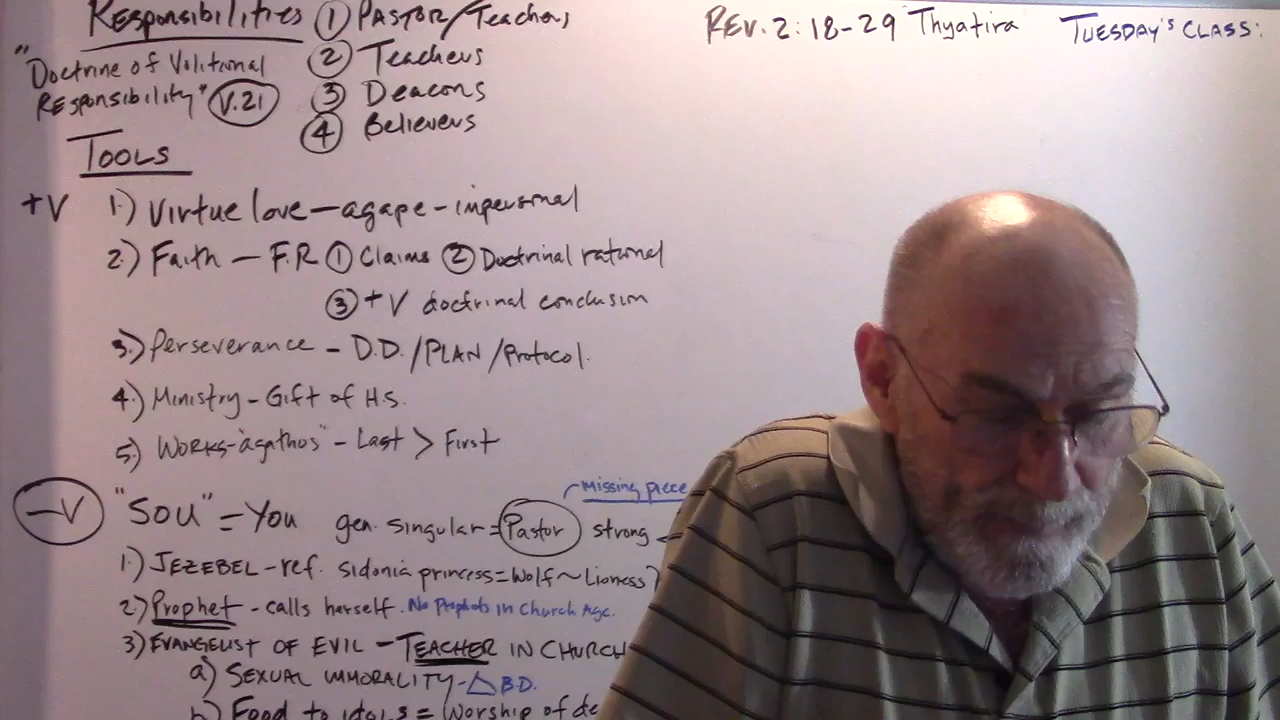 Responsibilities ① Pastor/Teachers
② Teachers
③ Deacons
④ Believers
"Doctrine of Volitional
Responsibility" V.21
Rev. 2:18-29 Thyatira
Tuesday's Class:
Tools
+V 1.) Virtue love — agape - impersonal
2.) Faith — F.R ① Claims ② Doctrinal rational
③ +V doctrinal conclusion
3.) Perseverance - D.D./PLAN/Protocol.
4.) Ministry - Gift of H.S.
5.) Works - "agathos" - Last > First
Missing piece
-V "Sou" = You gen. singular = Pastor strong
1.) JEZEBEL - ref. sidonia princess = Wolf ~ Lioness
2.) Prophet - calls herself. No Prophets in Church Age.
3) EVANGELIST OF EVIL - TEACHER IN CHURCH
a) SEXUAL IMMORALITY - △ B.D.
b) Food to idols = Worship of de